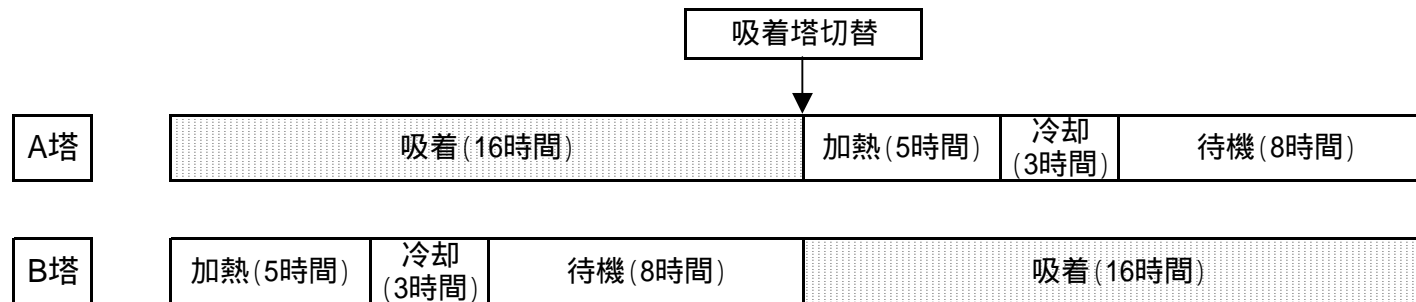 吸着塔切替
A塔
吸着(16時間)
加熱(5時間)
冷却
(3時間)
待機(8時間)
B塔
加熱(5時間)
冷却
(3時間)
待機(8時間)
吸着(16時間)